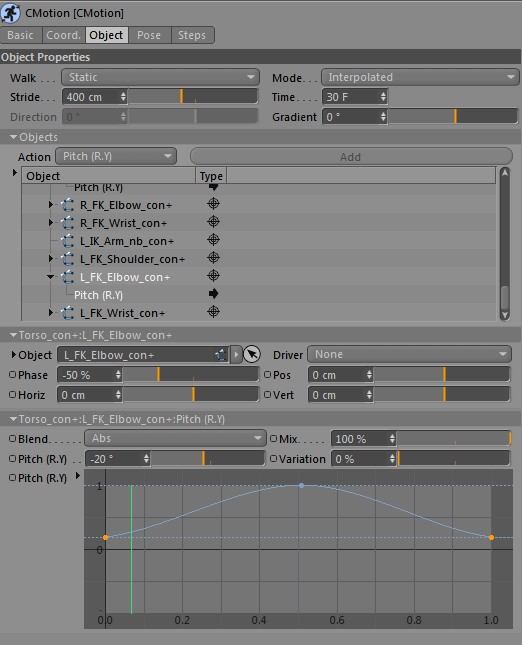 CMotion [CMotion]
Basic Coord. Object Pose Steps
Object Properties
Walk . . . Static Mode . . . . Interpolated
Stride. . . 400 cm Time. . . . . 30 F
Direction 0 ° Gradient 0 °
Objects
Action Pitch (R.Y) Add
Object Type
Pitch (R.Y)
R_FK_Elbow_con+
R_FK_Wrist_con+
L_IK_Arm_nb_con+
L_FK_Shoulder_con+
L_FK_Elbow_con+
Pitch (R.Y)
L_FK_Wrist_con+
Torso_con+:L_FK_Elbow_con+
Object L_FK_Elbow_con+ Driver None
Phase -50 % Pos 0 cm
Horiz 0 cm Vert 0 cm
Torso_con+:L_FK_Elbow_con+:Pitch (R.Y)
Blend. . . . . Abs Mix. . . . 100 %
Pitch (R.Y) . . -20 ° Variation 0 %
Pitch (R.Y)
1
0
0.0 0.2 0.4 0.6 0.8 1.0